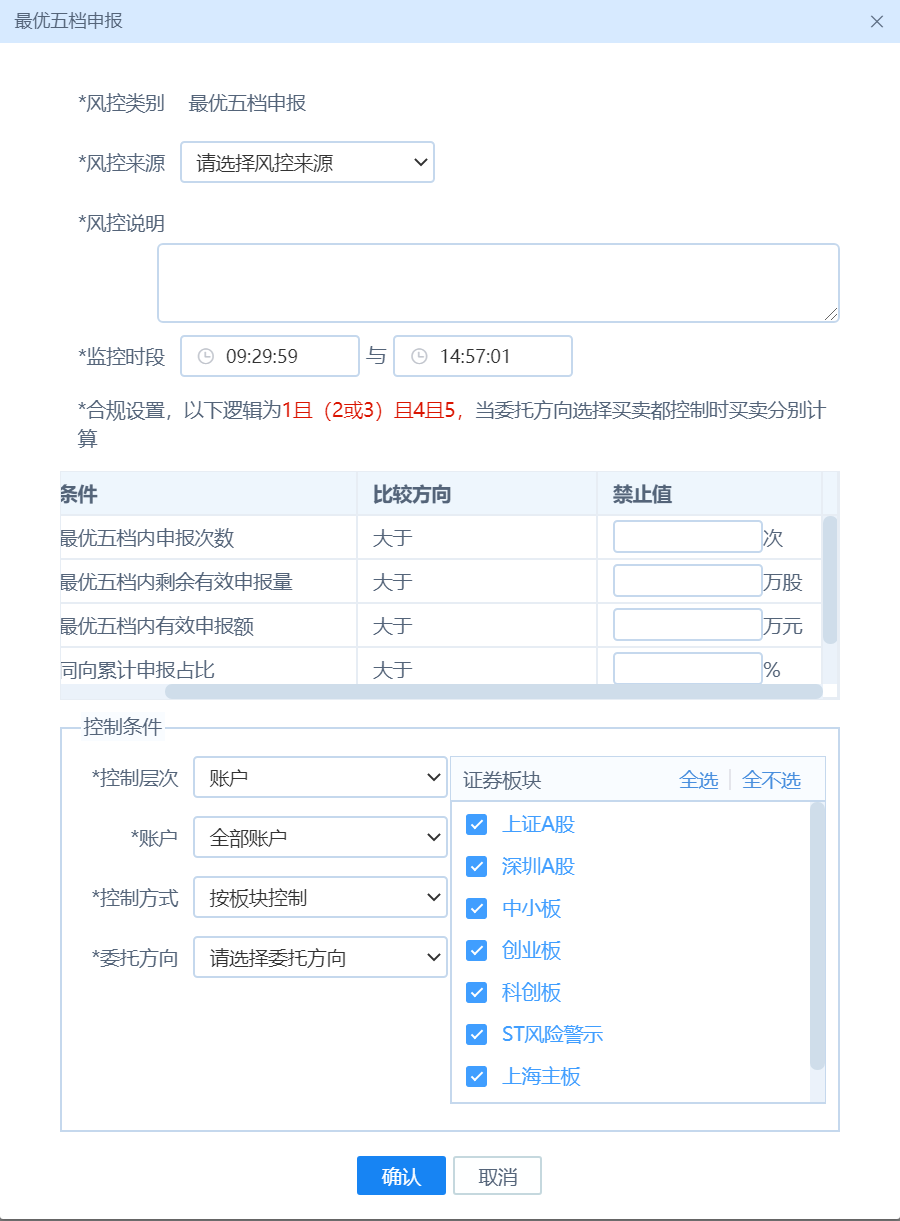 最优五档申报
*风控类别 最优五档申报
*风控来源 请选择风控来源
*风控说明
*监控时段 09:29:59 与 14:57:01
*合规设置，以下逻辑为1且（2或3）且4且5，当委托方向选择买卖都控制时买卖分别计
算
条件 比较方向 禁止值
最优五档内申报次数 大于 次
最优五档内剩余有效申报量 大于 万股
最优五档内有效申报额 大于 万元
同向累计申报占比 大于 %
控制条件
*控制层次 账户
*账户 全部账户
*控制方式 按板块控制
*委托方向 请选择委托方向
证券板块 全选 全不选
上证A股
深圳A股
中小板
创业板
科创板
ST风险警示
上海主板
确认 取消